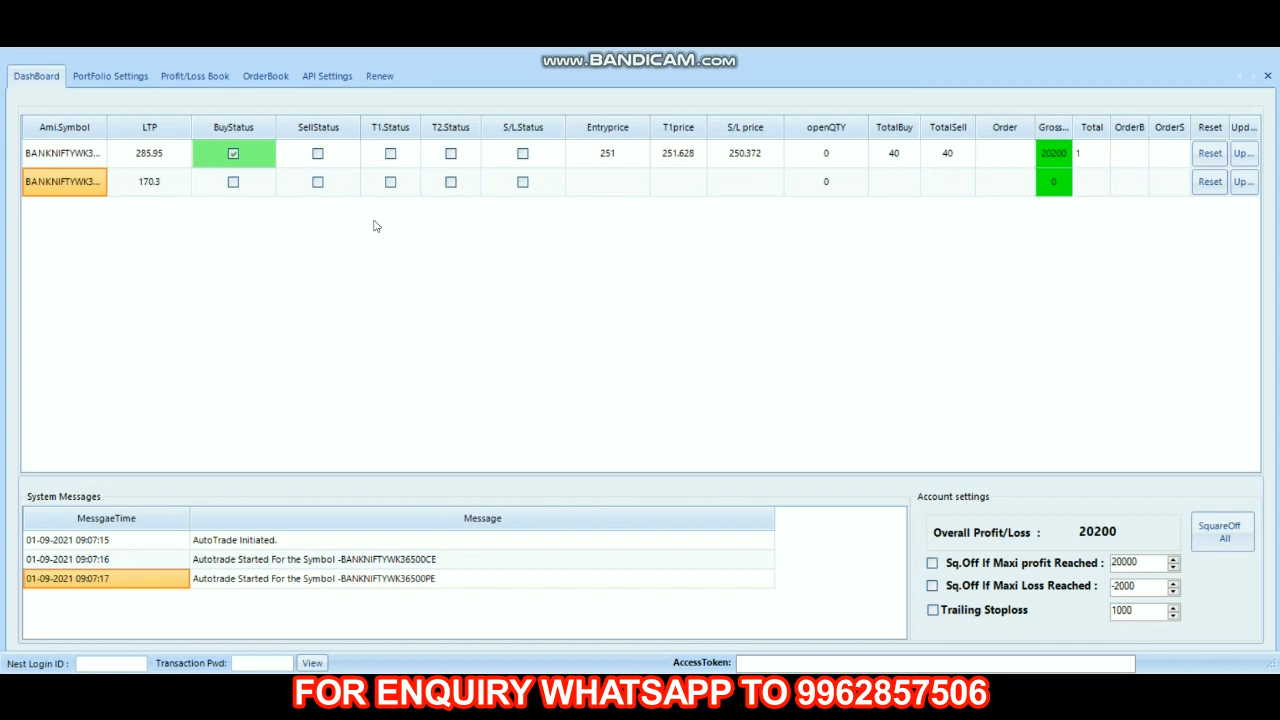 www.BANDICAM.com
DashBoard PortFolio Settings Profit/Loss Book OrderBook API Settings Renew
Ami.Symbol LTP BuyStatus SellStatus T1.Status T2.Status S/L.Status Entryprice T1price S/L price openQTY TotalBuy TotalSell Order Gross... Total OrderB OrderS Reset Upd...
BANKNIFTYWK3... 285.95 251 251.628 250.372 0 40 40 20200 1 Reset Up...
BANKNIFTYWK3... 170.3 0 0 Reset Up...
System Messages
MessgaeTime Message
01-09-2021 09:07:15 AutoTrade Initiated.
01-09-2021 09:07:16 Autotrade Started For the Symbol -BANKNIFTYWK36500CE
01-09-2021 09:07:17 Autotrade Started For the Symbol -BANKNIFTYWK36500PE
Account settings
Overall Profit/Loss : 20200
SquareOff All
Sq.Off If Maxi profit Reached : 20000
Sq.Off If Maxi Loss Reached : -2000
Trailing Stoploss 1000
Nest Login ID : Transaction Pwd: View AccessToken:
FOR ENQUIRY WHATSAPP TO 9962857506